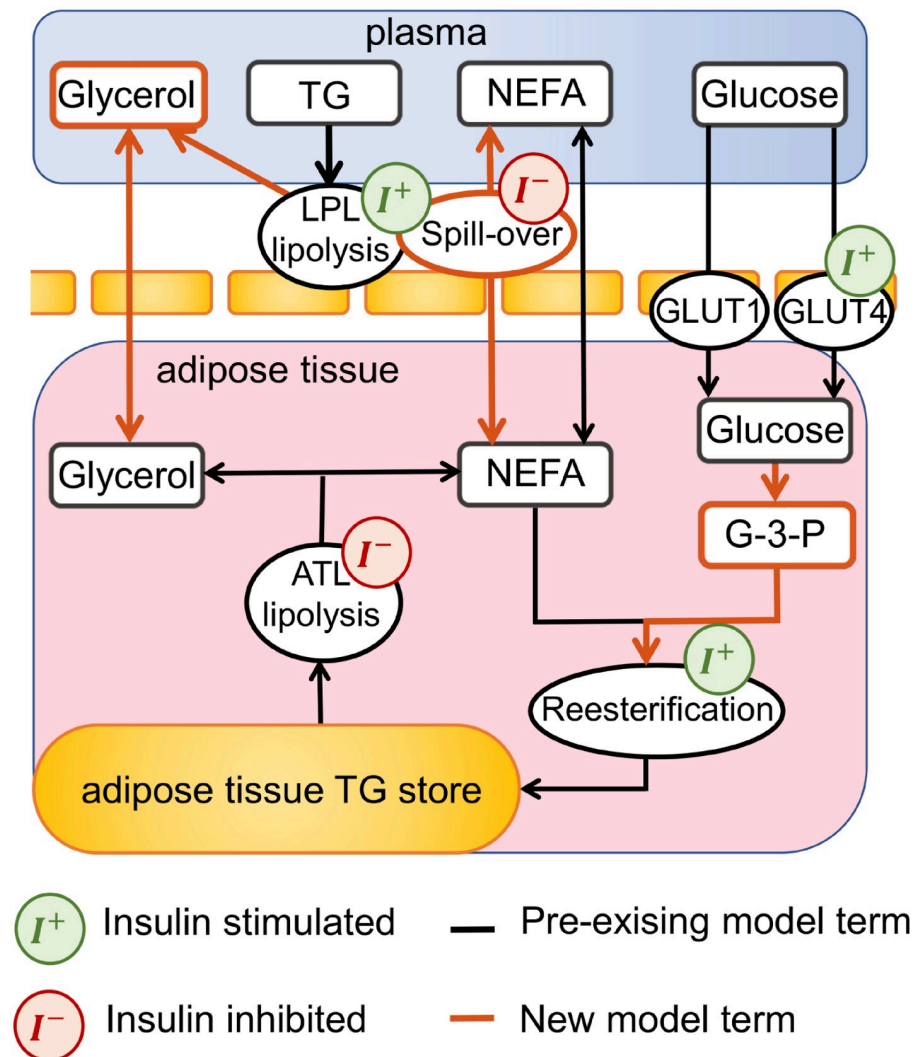 plasma
Glycerol
TG
NEFA
Glucose
I⁺
I⁻
LPL
lipolysis
Spill-over
I⁺
GLUT1
GLUT4
adipose tissue
Glucose
Glycerol
NEFA
G-3-P
I⁻
ATL
lipolysis
I⁺
Reesterification
adipose tissue TG store
I⁺ Insulin stimulated
Pre-exising model term
I⁻ Insulin inhibited
New model term